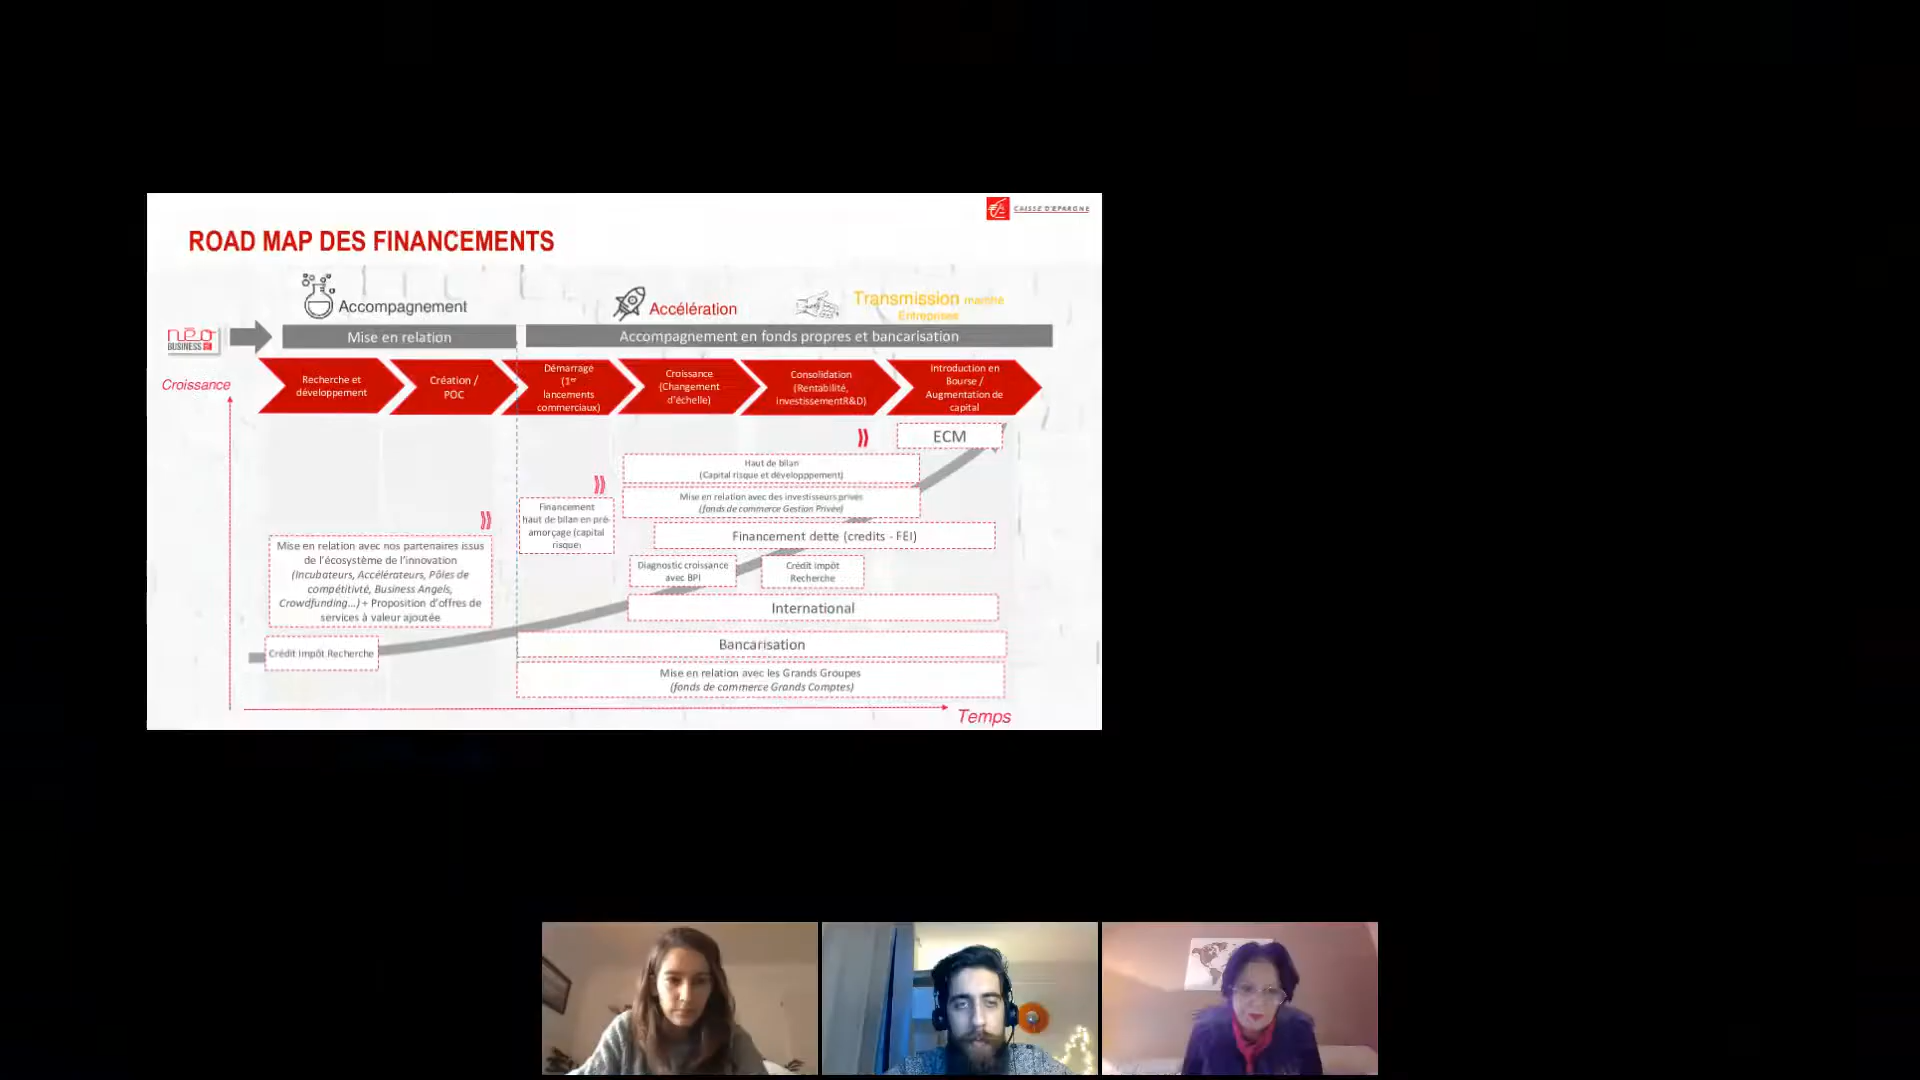 CAISSE D'EPARGNE
ROAD MAP DES FINANCEMENTS
Accompagnement
Accélération
Transmission marché
Entreprises
néo
BUSINESS
Mise en relation
Accompagnement en fonds propres et bancarisation
Croissance
Recherche et
développement
Création /
POC
Démarrage
(1er
lancements
commerciaux)
Croissance
(Changement
d'échelle)
Consolidation
(Rentabilité,
investissementR&D)
Introduction en
Bourse /
Augmentation de
capital
ECM
Haut de bilan
(Capital risque et développpement)
Mise en relation avec des investisseurs privés
(fonds de commerce Gestion Privée)
Financement
haut de bilan en pré-
amorçage (capital
risque)
Financement dette (credits - FEI)
Mise en relation avec nos partenaires issus
de l'écosystème de l'innovation
(Incubateurs, Accélérateurs, Pôles de
compétitivté, Business Angels,
Crowdfunding...) + Proposition d'offres de
services à valeur ajoutée
Diagnostic croissance
avec BPI
Crédit impôt
Recherche
International
Crédit Impôt Recherche
Bancarisation
Mise en relation avec les Grands Groupes
(fonds de commerce Grands Comptes)
Temps